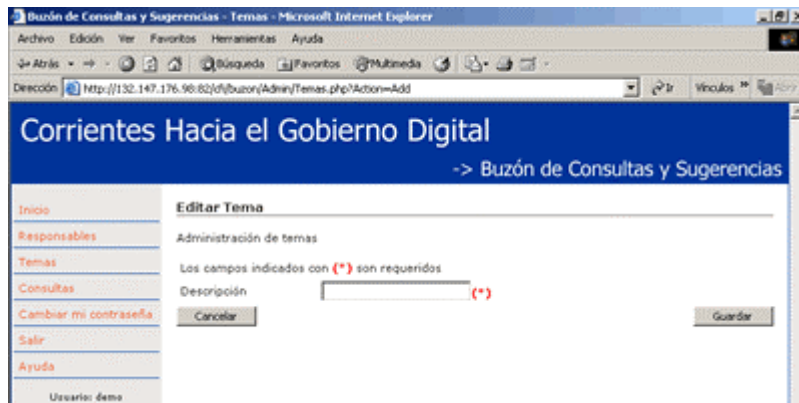 Buzón de Consultas y Sugerencias - Temas - Microsoft Internet Explorer
Archivo Edición Ver Favoritos Herramientas Ayuda
Atrás Búsqueda Favoritos Multimedia
Dirección http://132.147.176.98:82/cfi/buzon/Admin/Temas.php?Action=Add Ir Vínculos
Corrientes Hacia el Gobierno Digital
-> Buzón de Consultas y Sugerencias
Inicio
Responsables
Temas
Consultas
Cambiar mi contraseña
Salir
Ayuda
Usuario: demo
Editar Tema
Administración de temas
Los campos indicados con (*) son requeridos
Descripción (*)
Cancelar Guardar